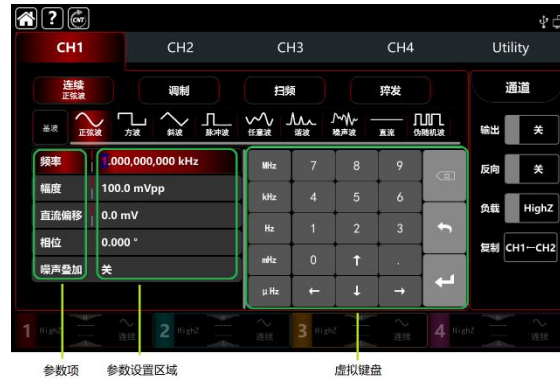 ? CNT
CH1 CH2 CH3 CH4 Utility
连续 调制 扫频 猝发 通道
正弦波
基波 正弦波 方波 斜波 脉冲波 任意波 谐波 噪声波 直流 伪随机波
输出 关
频率 1.000,000,000 kHz MHz 7 8 9
反向 关
幅度 100.0 mVpp kHz 4 5 6
负载 HighZ
直流偏移 0.0 mV Hz 1 2 3
复制 CH1←CH2
相位 0.000 ° mHz 0 ↑ .
噪声叠加 关 μHz ← ↓ →
1 HighZ 连续 2 HighZ 连续 3 HighZ 连续 4 HighZ 连续
参数项 参数设置区域 虚拟键盘